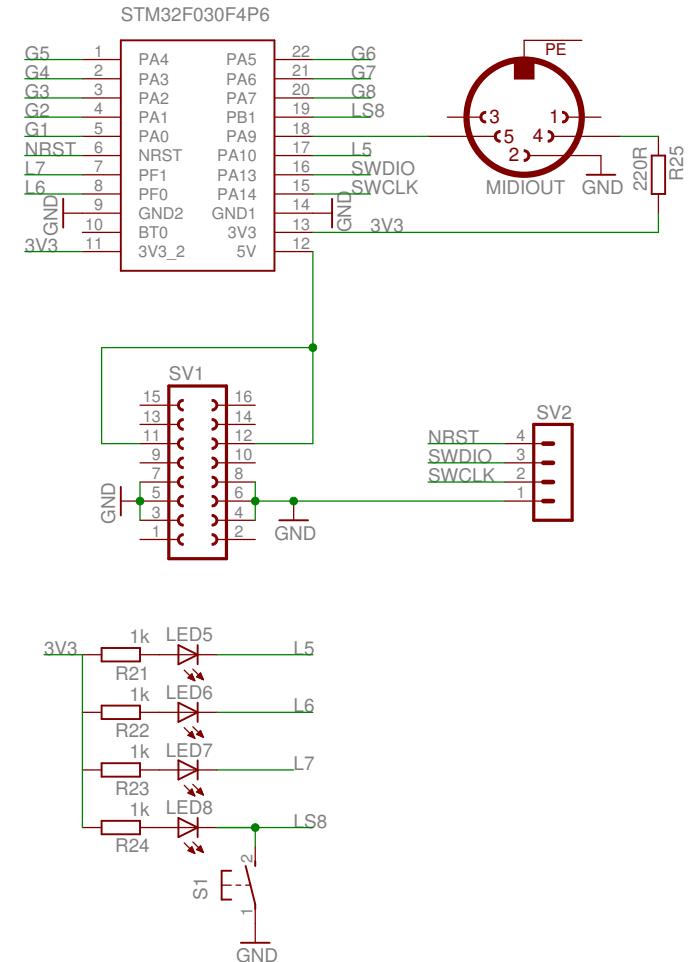 STM32F030F4P6
G5 1 PA4 PA5 22 G6
G4 2 PA3 PA6 21 G7
G3 3 PA2 PA7 20 G8
G2 4 PA1 PB1 19 LS8
G1 5 PA0 PA9 18
NRST 6 NRST PA10 17 L5
L7 7 PF1 PA13 16 SWDIO
L6 8 PF0 PA14 15 SWCLK
GND 9 GND2 GND1 14 GND
10 BT0 3V3 13 3V3
3V3 11 3V3_2 5V 12
PE
3 1
5 4
2
MIDIOUT
GND
220R
R25
SV1
15 16
13 14
11 12
9 10
7 8
5 6
3 4
1 2
GND
GND
SV2
NRST 4
SWDIO 3
SWCLK 2
1
3V3 1k LED5 L5
R21
1k LED6 L6
R22
1k LED7 L7
R23
1k LED8 LS8
R24
2
S1
1
GND